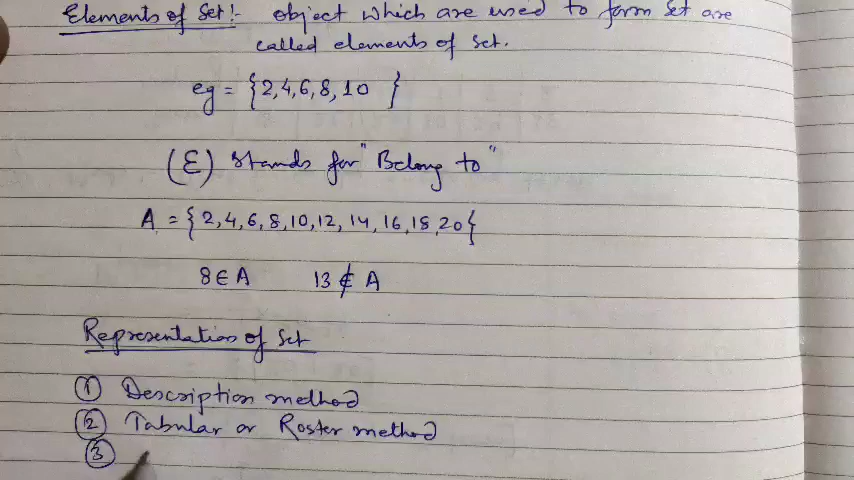 Elements of Set:- object which are used to form Set are
called elements of set.
eg = {2,4,6,8,10 }
(Ɛ) Stands for "Belong to"
A = {2,4,6,8,10,12, 14, 16,18,20{
8 ∈ A 13 ∉ A
Representation of Set
① Description method
② Tabular or Roster method
③